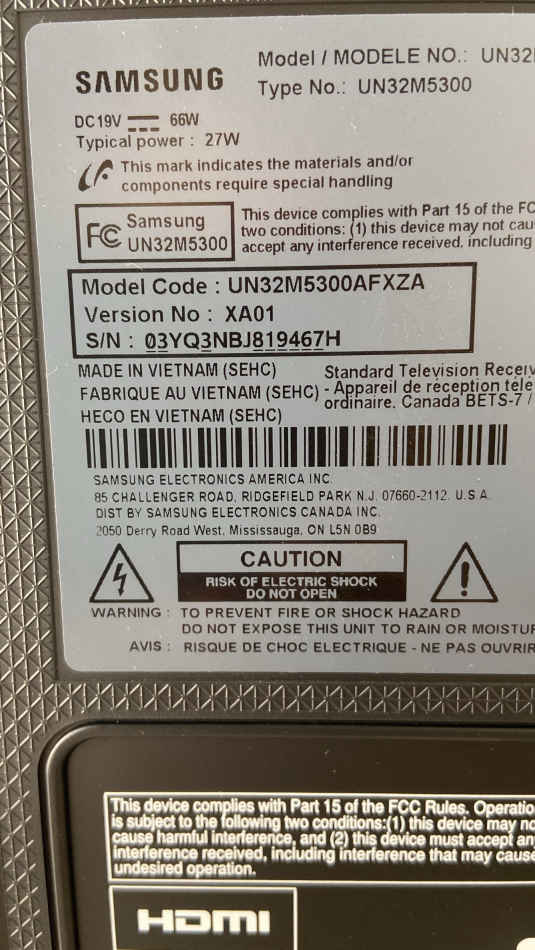 SAMSUNG
Model / MODELE NO.: UN32
Type No.: UN32M5300
DC19V 66W
Typical power : 27W
This mark indicates the materials and/or
components require special handling
FC Samsung
UN32M5300
This device complies with Part 15 of the FC
two conditions: (1) this device may not cau
accept any interference received, including
Model Code : UN32M5300AFXZA
Version No : XA01
S/N : 03YQ3NBJ819467H
MADE IN VIETNAM (SEHC)
FABRIQUE AU VIETNAM (SEHC)
HECO EN VIETNAM (SEHC)
Standard Television Receiv
- Appareil de réception télé
ordinaire. Canada BETS-7 /
SAMSUNG ELECTRONICS AMERICA INC.
85 CHALLENGER ROAD, RIDGEFIELD PARK N.J. 07660-2112. U.S.A.
DIST BY SAMSUNG ELECTRONICS CANADA INC.
2050 Derry Road West, Mississauga, ON L5N 0B9
CAUTION
RISK OF ELECTRIC SHOCK
DO NOT OPEN
WARNING : TO PREVENT FIRE OR SHOCK HAZARD
DO NOT EXPOSE THIS UNIT TO RAIN OR MOISTUR
AVIS : RISQUE DE CHOC ELECTRIQUE - NE PAS OUVRIR
This device complies with Part 15 of the FCC Rules. Operatio
is subject to the following two conditions:(1) this device may no
cause harmful interference, and (2) this device must accept an
interference received, including interference that may cause
undesired operation.
HDMI